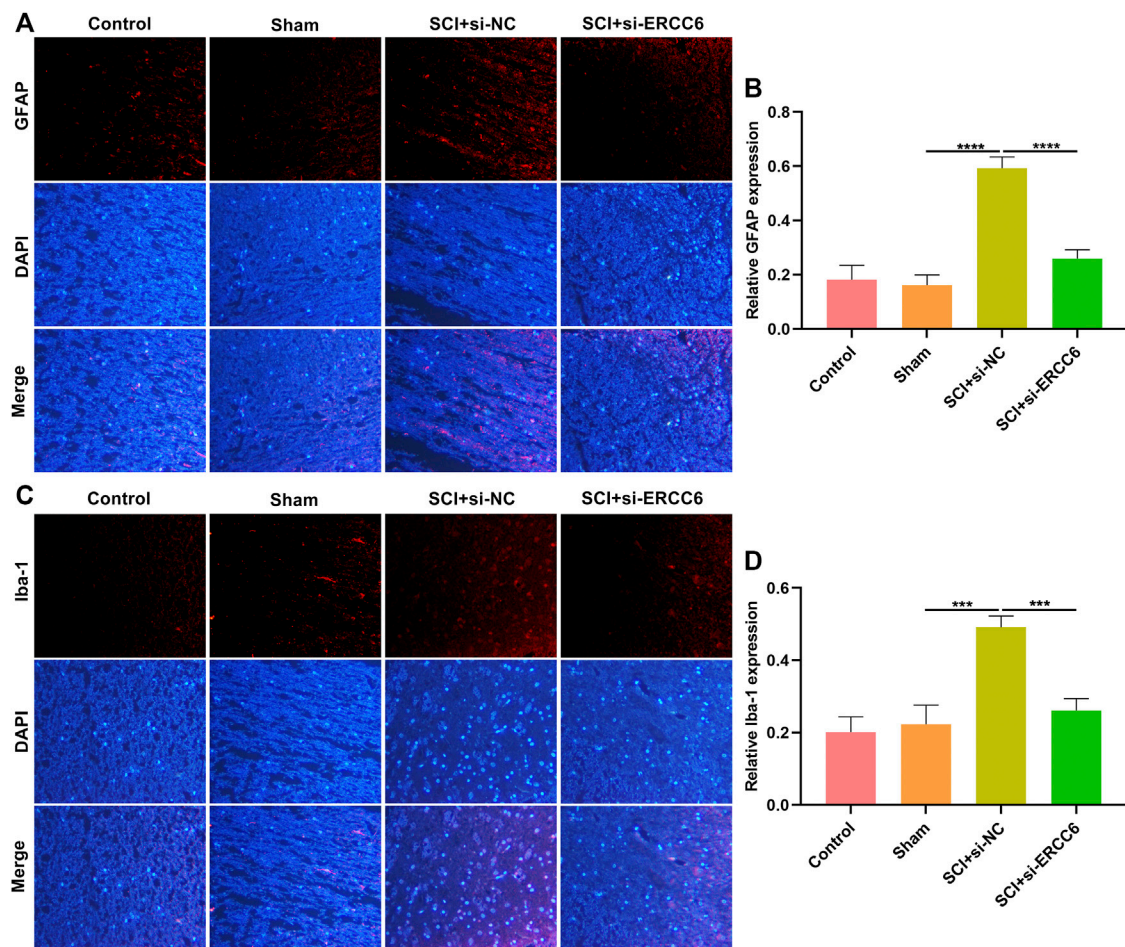 A
Control
Sham
SCI+si-NC
SCI+si-ERCC6
GFAP
DAPI
Merge
B
Relative GFAP expression
0.8
0.6
0.4
0.2
0.0
****
****
Control
Sham
SCI+si-NC
SCI+si-ERCC6
C
Control
Sham
SCI+si-NC
SCI+si-ERCC6
Iba-1
DAPI
Merge
D
Relative Iba-1 expression
0.6
0.4
0.2
0.0
***
***
Control
Sham
SCI+si-NC
SCI+si-ERCC6